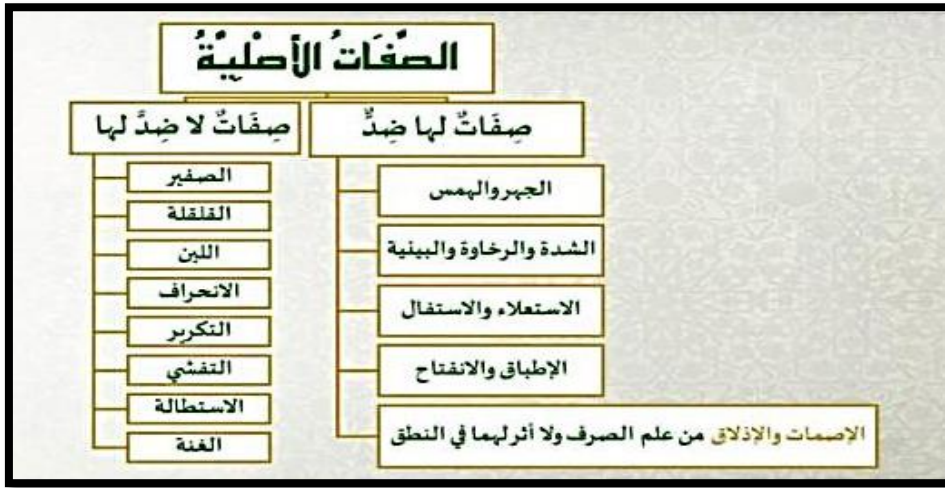 الصِّفَاتُ الأَصْلِيَّةُ
صِفَاتٌ لها ضِدٌّ
الجهر والهمس
الشدة والرخاوة والبينية
الاستعلاء والاستفال
الإطباق والانفتاح
الإصمات والإذلاق من علم الصرف ولا أثر لهما في النطق
صِفَاتٌ لا ضِدَّ لها
الصفير
القلقلة
اللين
الانحراف
التكرير
التفشي
الاستطالة
الغنة